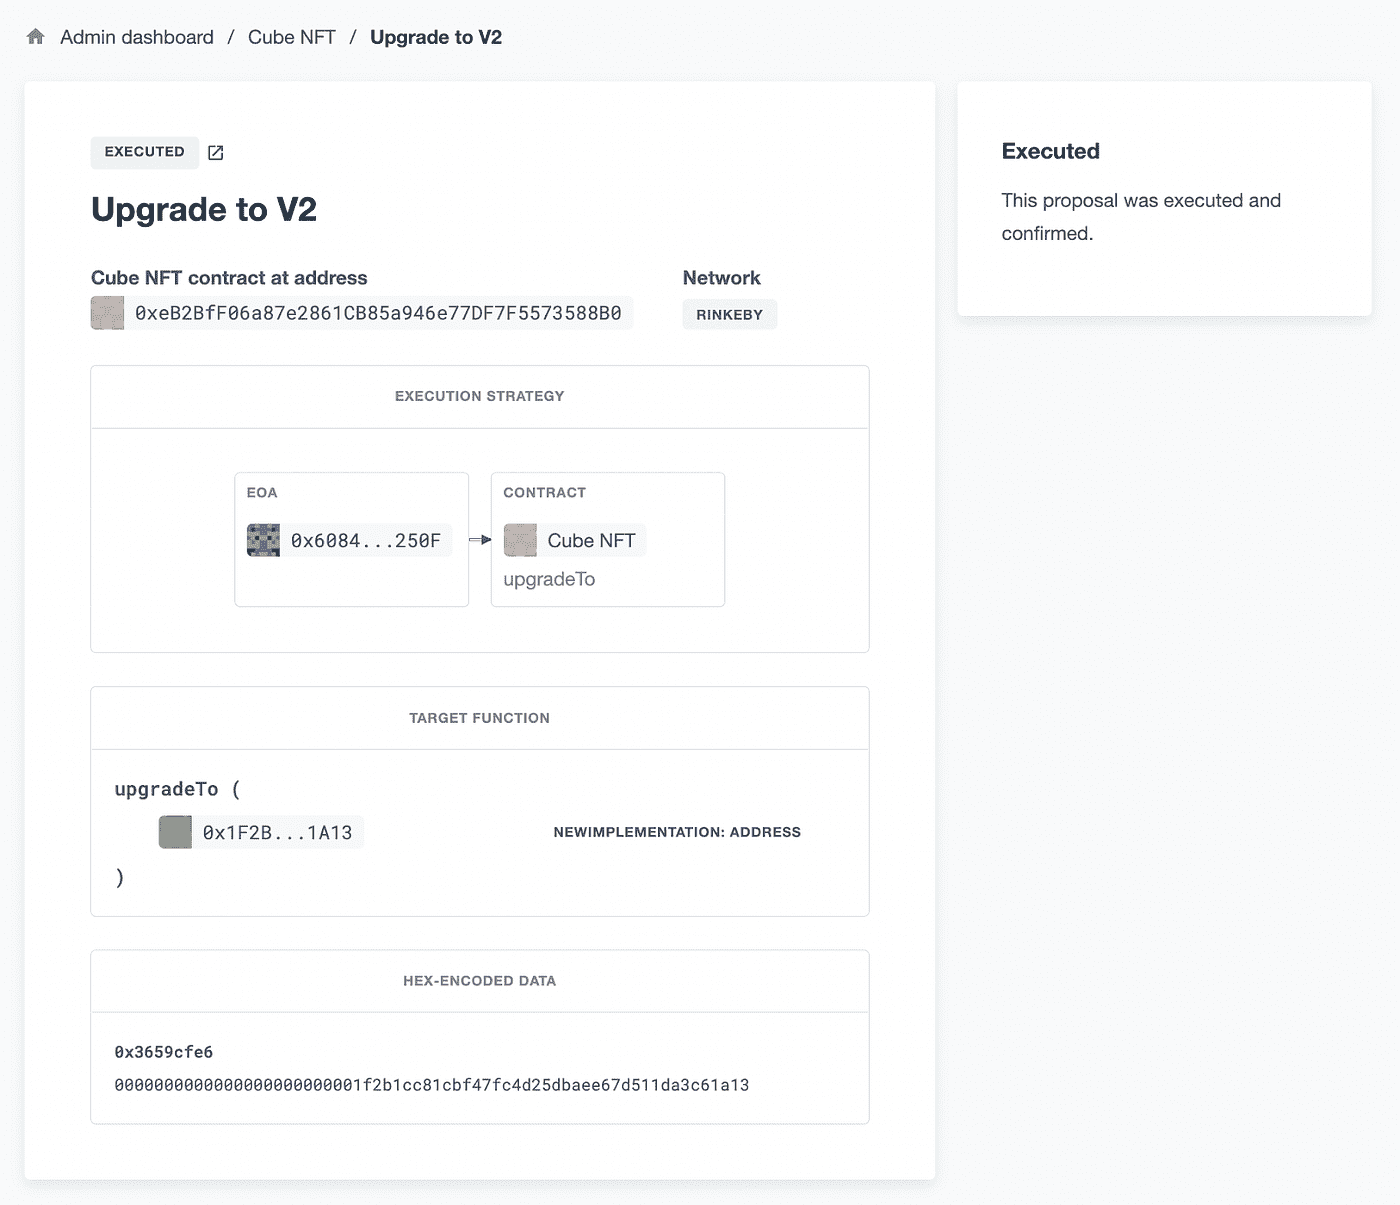 Admin dashboard / Cube NFT / Upgrade to V2
EXECUTED
Upgrade to V2
Cube NFT contract at address
0xeB2BfF06a87e2861CB85a946e77DF7F5573588B0
Network
RINKEBY
EXECUTION STRATEGY
EOA
0x6084...250F
CONTRACT
Cube NFT
upgradeTo
TARGET FUNCTION
upgradeTo (
0x1F2B...1A13
NEWIMPLEMENTATION: ADDRESS
)
HEX-ENCODED DATA
0x3659cfe6
0000000000000000000000001f2b1cc81cbf47fc4d25dbaee67d511da3c61a13
Executed
This proposal was executed and
confirmed.